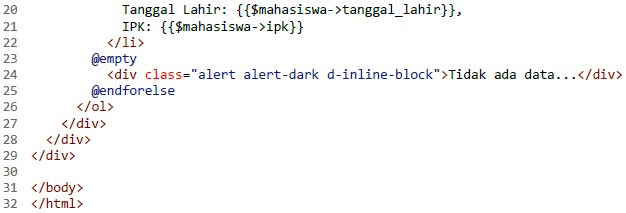 20 Tanggal Lahir: {{$mahasiswa->tanggal_lahir}},
21 IPK: {{$mahasiswa->ipk}}
22 </li>
23 @empty
24 <div class="alert alert-dark d-inline-block">Tidak ada data...</div>
25 @endforelse
26 </ol>
27 </div>
28 </div>
29 </div>
30
31 </body>
32 </html>